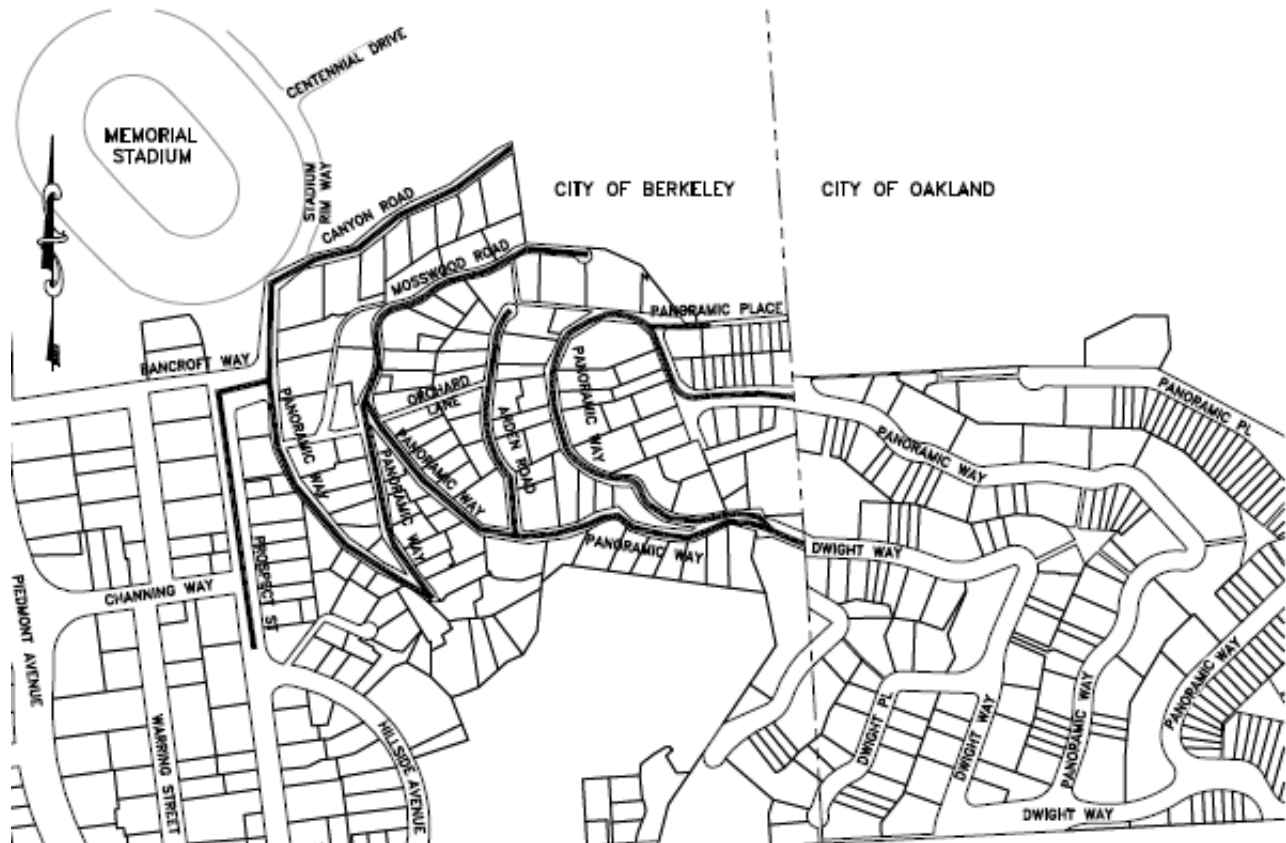 CENTENNIAL DRIVE
MEMORIAL
STADIUM
STADIUM
RIM WAY
CITY OF BERKELEY
CITY OF OAKLAND
CANYON ROAD
MOSSWOOD ROAD
PANORAMIC PLACE
BANCROFT WAY
PANORAMIC WAY
ORCHARD
LANE
ARDEN ROAD
PANORAMIC WAY
PANORAMIC PL
PANORAMIC WAY
PANORAMIC WAY
PANORAMIC WAY
PANORAMIC WAY
DWIGHT WAY
PROSPECT ST
CHANNING WAY
PIEDMONT AVENUE
WARRING STREET
HILLSIDE AVENUE
DWIGHT PL
DWIGHT WAY
PANORAMIC WAY
PANORAMIC WAY
DWIGHT WAY